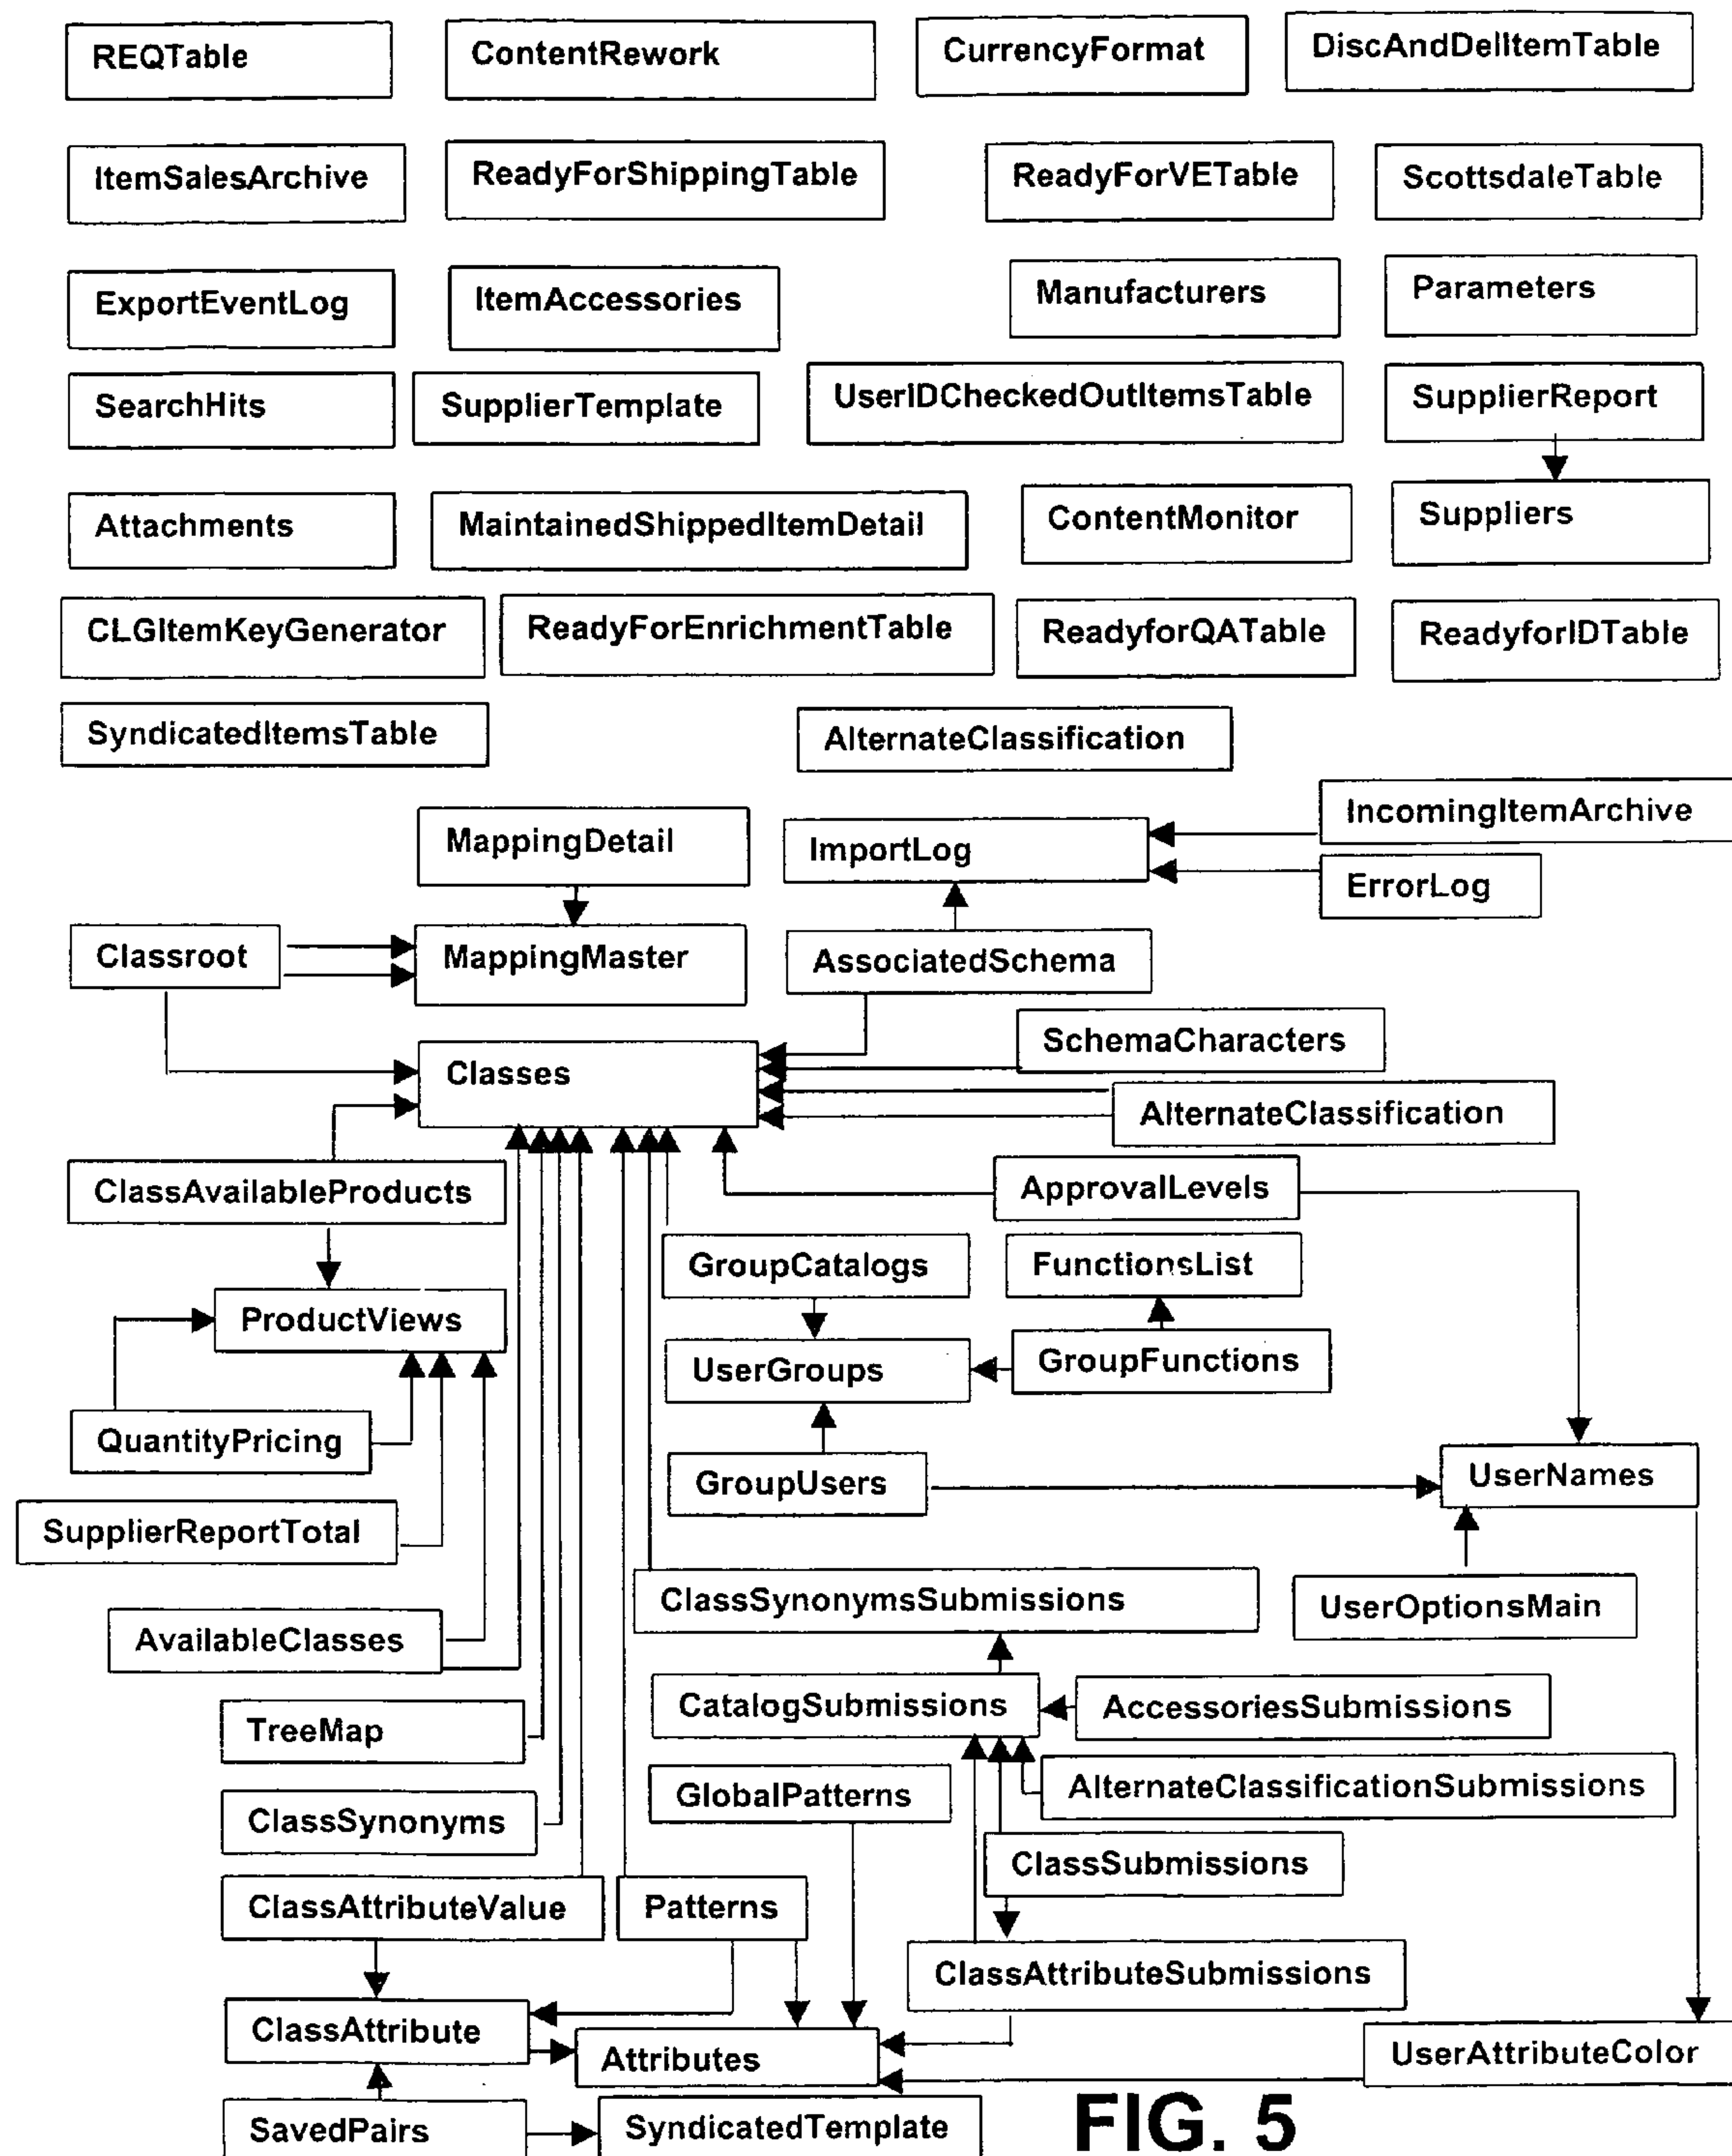 REQTable
ContentRework
CurrencyFormat
DiscAndDelItemTable
ItemSalesArchive
ReadyForShippingTable
ReadyForVETable
ScottsdaleTable
ExportEventLog
ItemAccessories
Manufacturers
Parameters
SearchHits
SupplierTemplate
UserIDCheckedOutItemsTable
SupplierReport
Attachments
MaintainedShippedItemDetail
ContentMonitor
Suppliers
CLGItemKeyGenerator
ReadyForEnrichmentTable
ReadyforQATable
ReadyforIDTable
SyndicatedItemsTable
AlternateClassification
IncomingItemArchive
MappingDetail
ImportLog
ErrorLog
Classroot
MappingMaster
AssociatedSchema
SchemaCharacters
Classes
AlternateClassification
ClassAvailableProducts
ApprovalLevels
GroupCatalogs
FunctionsList
ProductViews
UserGroups
GroupFunctions
QuantityPricing
GroupUsers
UserNames
SupplierReportTotal
ClassSynonymsSubmissions
UserOptionsMain
AvailableClasses
CatalogSubmissions
AccessoriesSubmissions
TreeMap
GlobalPatterns
AlternateClassificationSubmissions
ClassSynonyms
ClassSubmissions
ClassAttributeValue
Patterns
ClassAttributeSubmissions
ClassAttribute
Attributes
UserAttributeColor
SavedPairs
SyndicatedTemplate
FIG. 5